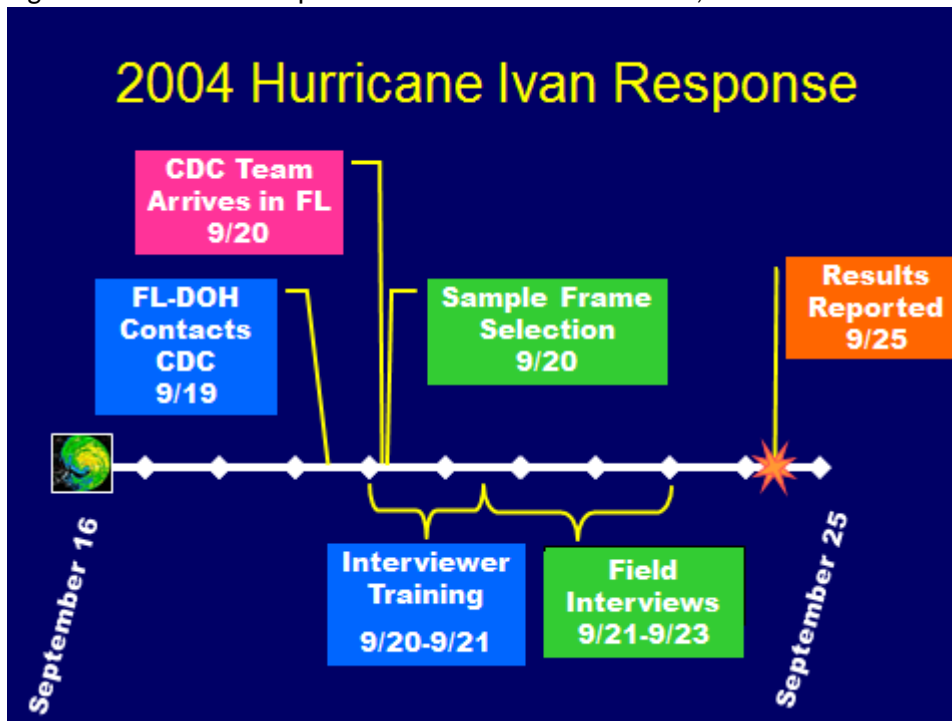 2004 Hurricane Ivan Response
CDC Team
Arrives in FL
9/20
FL-DOH
Contacts
CDC
9/19
Sample Frame
Selection
9/20
Results
Reported
9/25
Interviewer
Training
9/20-9/21
Field
Interviews
9/21-9/23
September 16
September 25